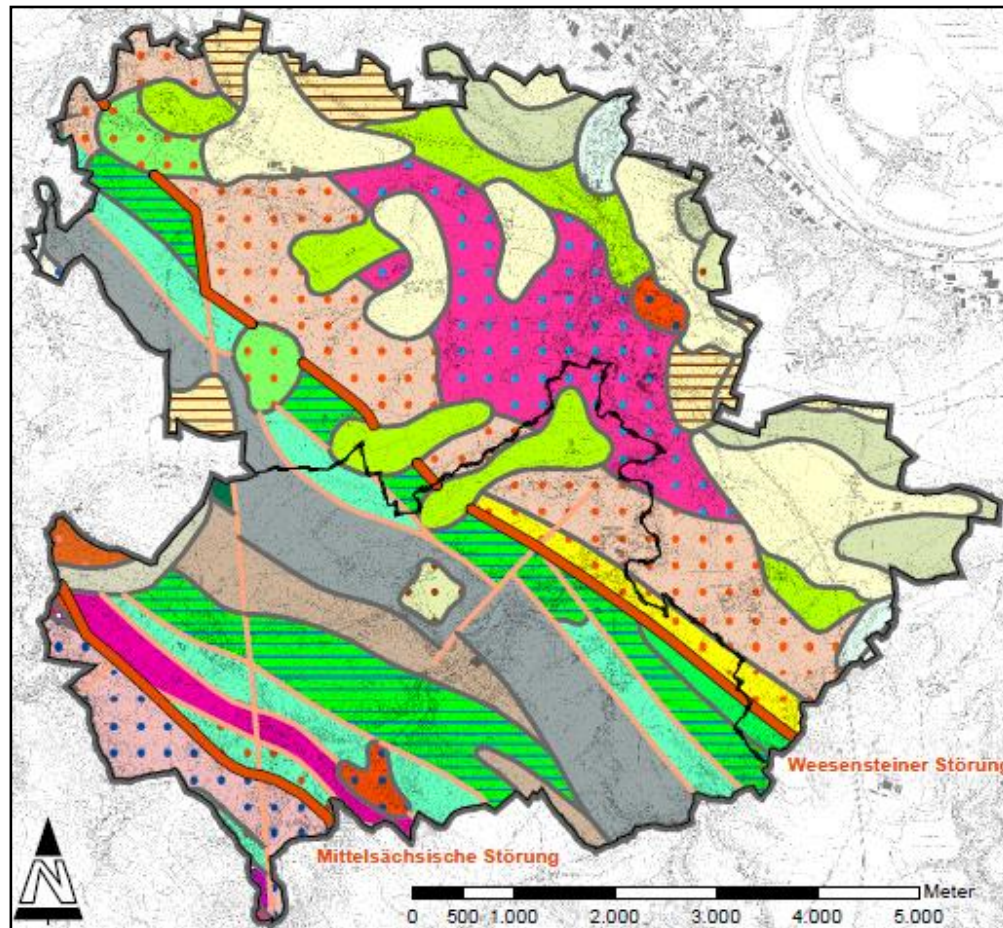 Weesensteiner Störung
Mittelsächsische Störung
N
Meter
0 500 1.000 2.000 3.000 4.000 5.000